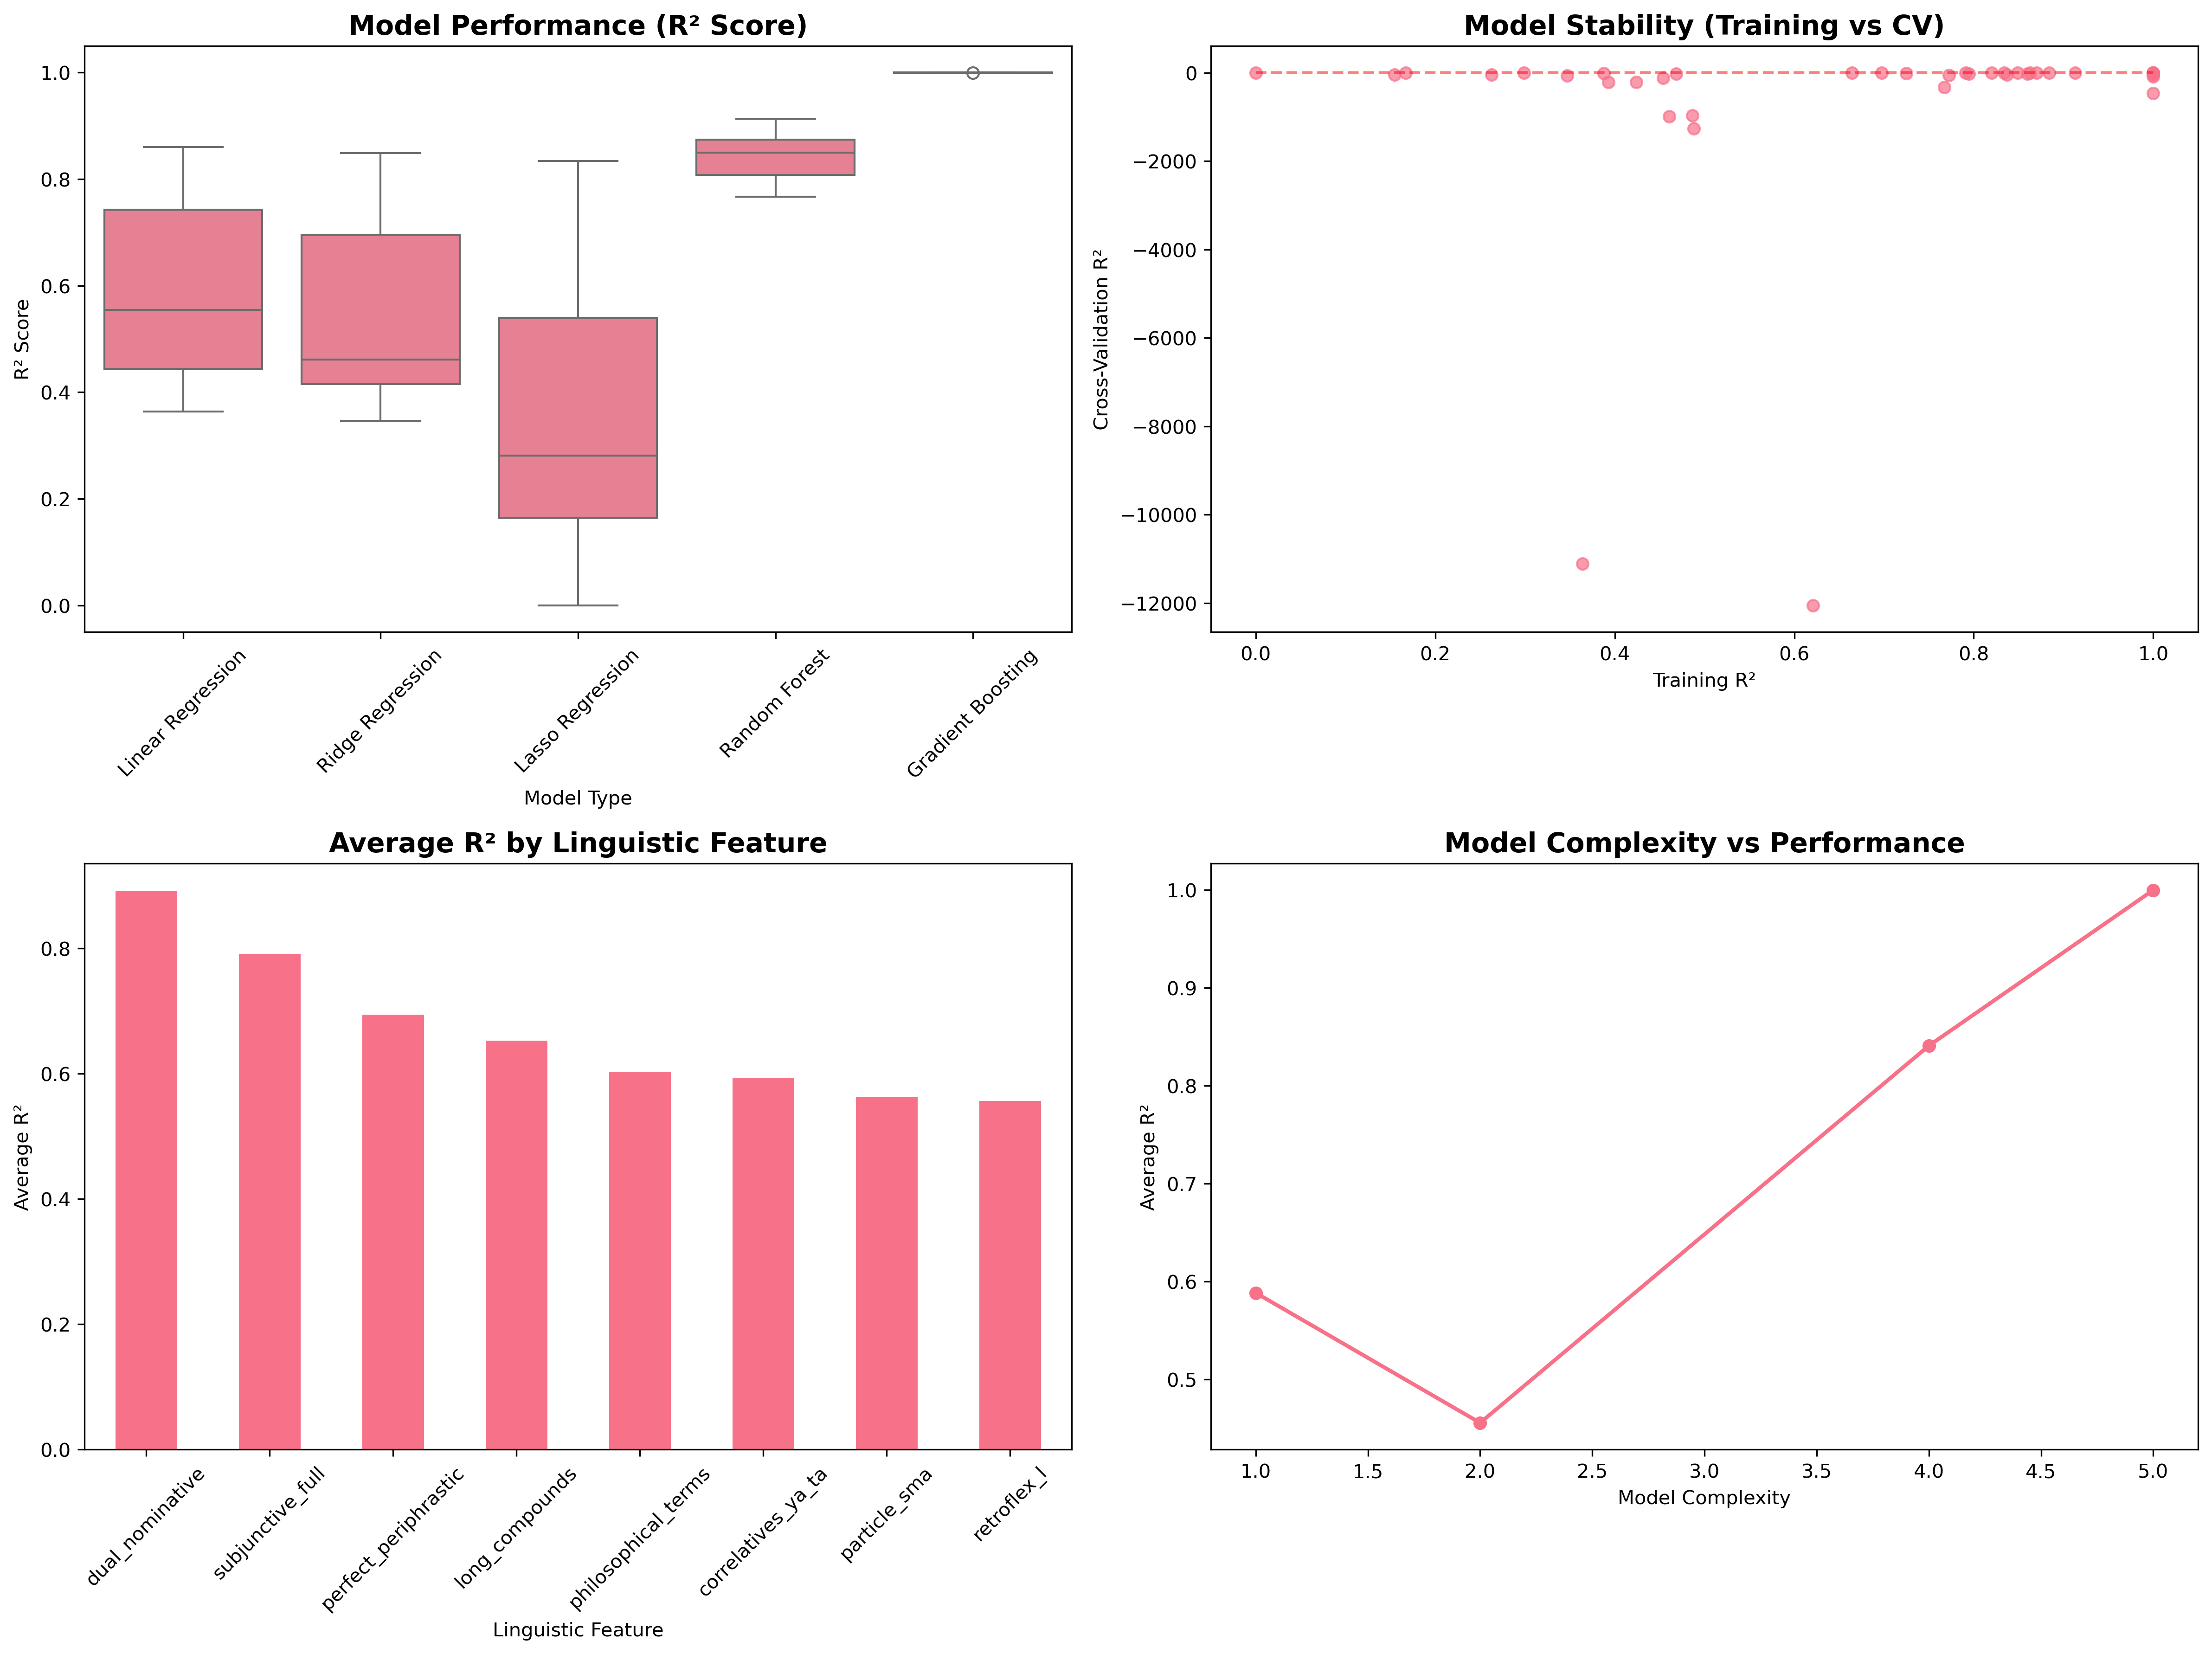 Model Performance (R² Score)
R² Score
1.0
0.8
0.6
0.4
0.2
0.0
Linear Regression
Ridge Regression
Lasso Regression
Random Forest
Gradient Boosting
Model Type
Model Stability (Training vs CV)
Cross-Validation R²
0
−2000
−4000
−6000
−8000
−10000
−12000
0.0 0.2 0.4 0.6 0.8 1.0
Training R²
Average R² by Linguistic Feature
Average R²
0.8
0.6
0.4
0.2
0.0
dual_nominative
subjunctive_full
perfect_periphrastic
long_compounds
philosophical_terms
correlatives_ya_ta
particle_sma
retroflex_l
Linguistic Feature
Model Complexity vs Performance
Average R²
1.0
0.9
0.8
0.7
0.6
0.5
1.0 1.5 2.0 2.5 3.0 3.5 4.0 4.5 5.0
Model Complexity